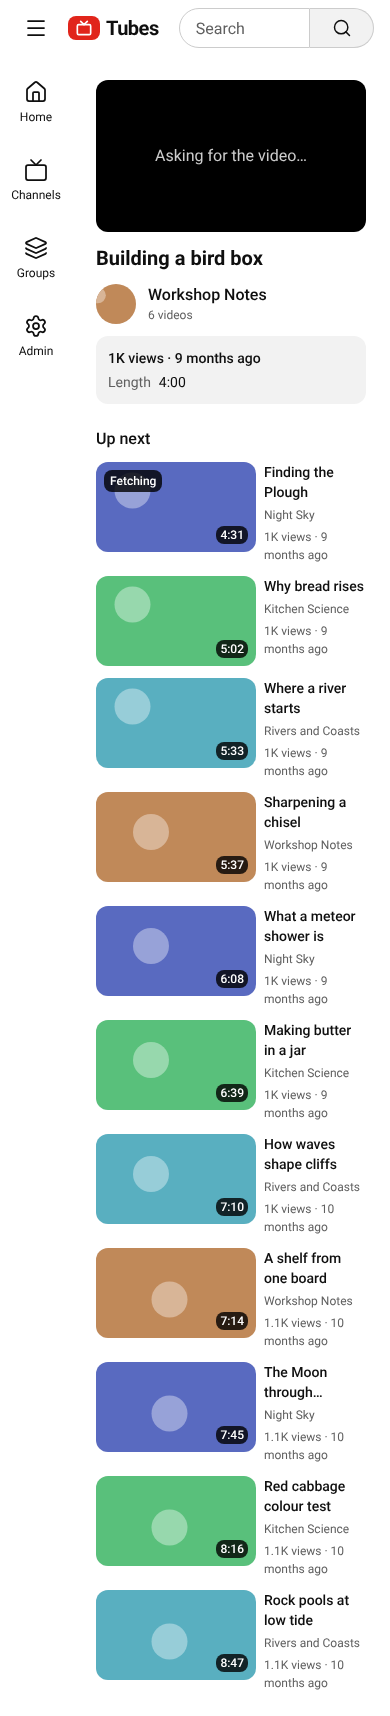 Tubes
Search
Home
Channels
Groups
Admin
Asking for the video…
Building a bird box
Workshop Notes
6 videos
1K views · 9 months ago
Length 4:00
Up next
Fetching
4:31
Finding the
Plough
Night Sky
1K views · 9
months ago
5:02
Why bread rises
Kitchen Science
1K views · 9
months ago
5:33
Where a river
starts
Rivers and Coasts
1K views · 9
months ago
5:37
Sharpening a
chisel
Workshop Notes
1K views · 9
months ago
6:08
What a meteor
shower is
Night Sky
1K views · 9
months ago
6:39
Making butter
in a jar
Kitchen Science
1K views · 9
months ago
7:10
How waves
shape cliffs
Rivers and Coasts
1K views · 10
months ago
7:14
A shelf from
one board
Workshop Notes
1.1K views · 10
months ago
7:45
The Moon
through…
Night Sky
1.1K views · 10
months ago
8:16
Red cabbage
colour test
Kitchen Science
1.1K views · 10
months ago
8:47
Rock pools at
low tide
Rivers and Coasts
1.1K views · 10
months ago